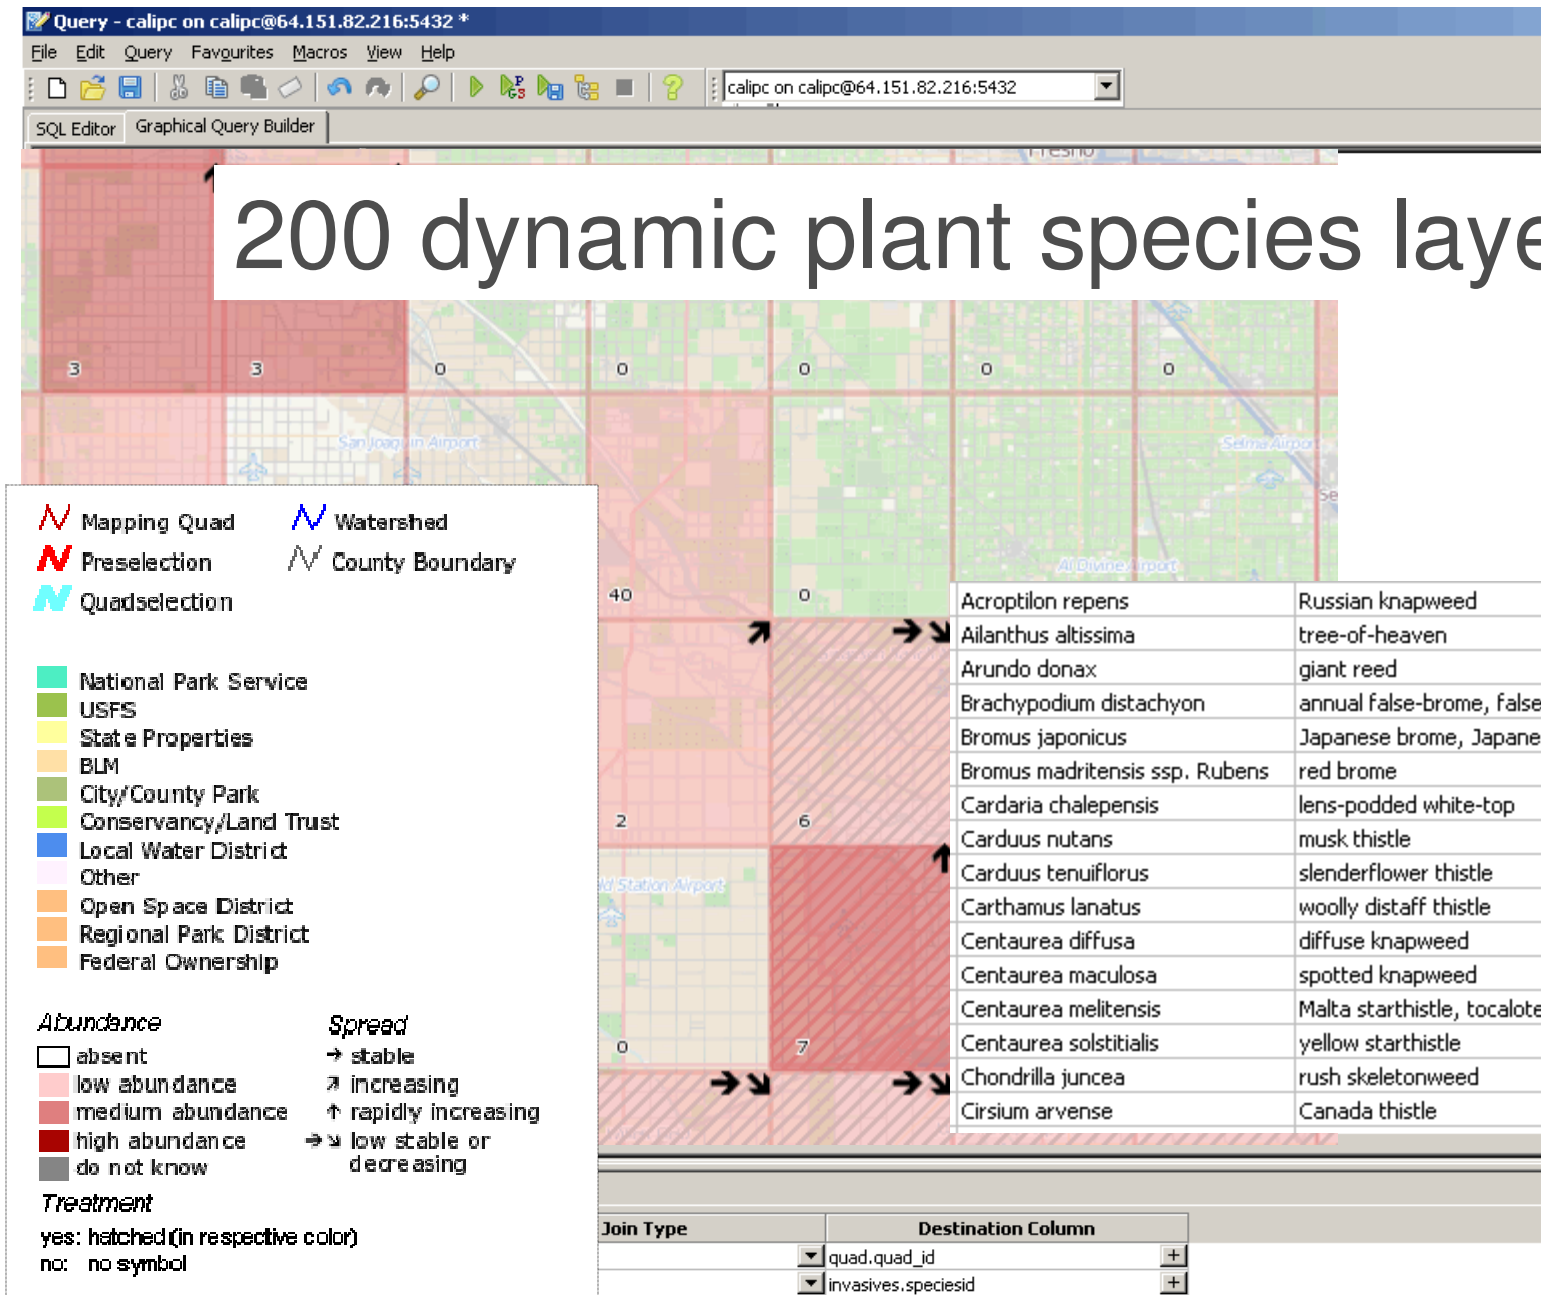 Query - calipc on calipc@64.151.82.216:5432 *
File Edit Query Favourites Macros View Help
calipc on calipc@64.151.82.216:5432
SQL Editor Graphical Query Builder
Fresno
200 dynamic plant species laye
3 3 0 0 0 0 0
San Joaquin Airport
Selma Airport
Se
Al Divine Airport
Mapping Quad Watershed
Preselection County Boundary
Quadselection
National Park Service
USFS
State Properties
BLM
City/County Park
Conservancy/Land Trust
Local Water District
Other
Open Space District
Regional Park District
Federal Ownership
Abundance Spread
absent stable
low abundance increasing
medium abundance rapidly increasing
high abundance low stable or
do not know decreasing
Treatment
yes: hatched (in respective color)
no: no symbol
40 0
2 6
ld Station Airport
0 7
Acroptilon repens Russian knapweed
Ailanthus altissima tree-of-heaven
Arundo donax giant reed
Brachypodium distachyon annual false-brome, false
Bromus japonicus Japanese brome, Japane
Bromus madritensis ssp. Rubens red brome
Cardaria chalepensis lens-podded white-top
Carduus nutans musk thistle
Carduus tenuiflorus slenderflower thistle
Carthamus lanatus woolly distaff thistle
Centaurea diffusa diffuse knapweed
Centaurea maculosa spotted knapweed
Centaurea melitensis Malta starthistle, tocalote
Centaurea solstitialis yellow starthistle
Chondrilla juncea rush skeletonweed
Cirsium arvense Canada thistle
Join Type Destination Column
quad.quad_id +
invasives.speciesid +